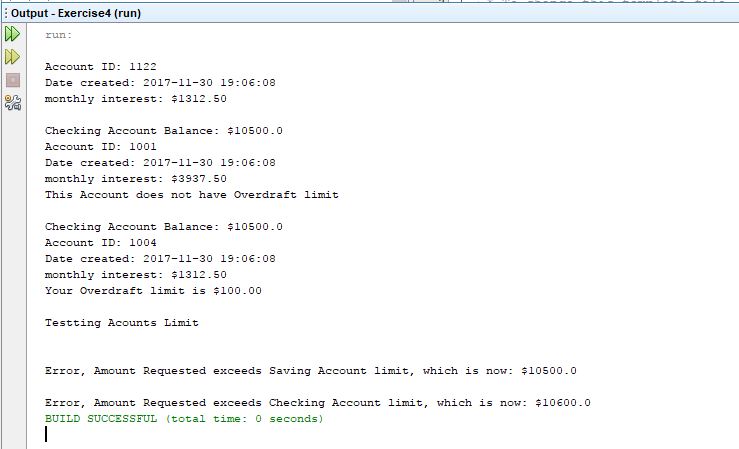 Output - Exercise4 (run)
run:
Account ID: 1122
Date created: 2017-11-30 19:06:08
monthly interest: $1312.50
Checking Account Balance: $10500.0
Account ID: 1001
Date created: 2017-11-30 19:06:08
monthly interest: $3937.50
This Account does not have Overdraft limit
Checking Account Balance: $10500.0
Account ID: 1004
Date created: 2017-11-30 19:06:08
monthly interest: $1312.50
Your Overdraft limit is $100.00
Testting Acounts Limit
Error, Amount Requested exceeds Saving Account limit, which is now: $10500.0
Error, Amount Requested exceeds Checking Account limit, which is now: $10600.0
BUILD SUCCESSFUL (total time: 0 seconds)